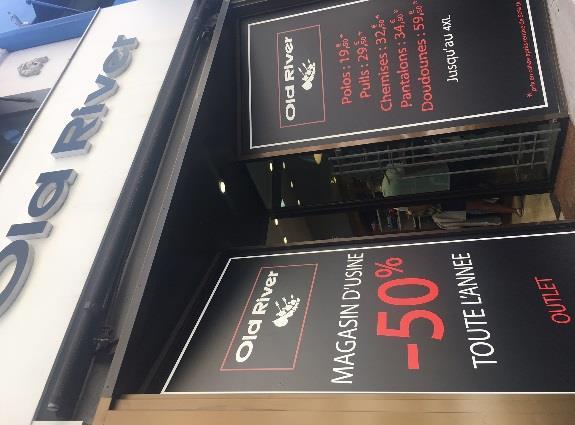 Old River
Old River
MAGASIN D'USINE
-50%
TOUTE L'ANNEE
OUTLET
Old River
Polos : 19,50€*
Pulls : 29,50€*
Chemises : 32,50€*
Pantalons : 34,50€*
Doudounes : 59,50€*
Jusqu'au 4XL